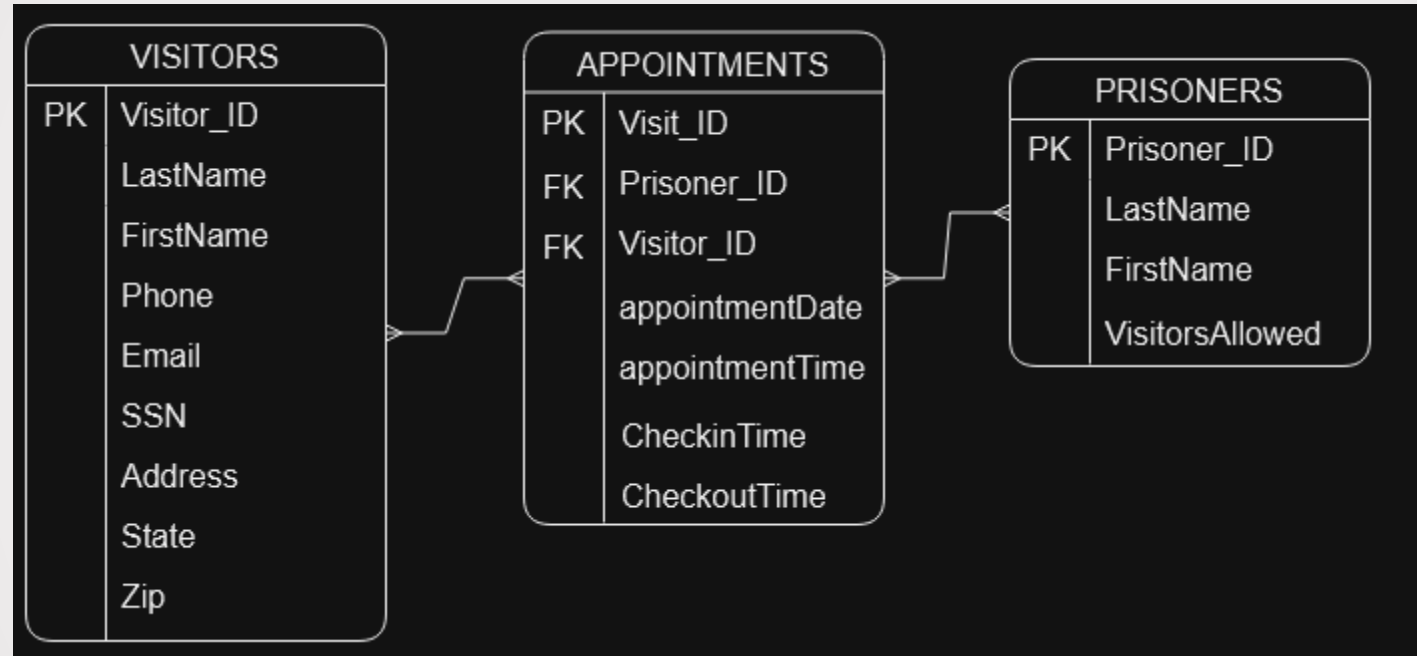 VISITORS
PK Visitor_ID
LastName
FirstName
Phone
Email
SSN
Address
State
Zip
APPOINTMENTS
PK Visit_ID
FK Prisoner_ID
FK Visitor_ID
appointmentDate
appointmentTime
CheckinTime
CheckoutTime
PRISONERS
PK Prisoner_ID
LastName
FirstName
VisitorsAllowed